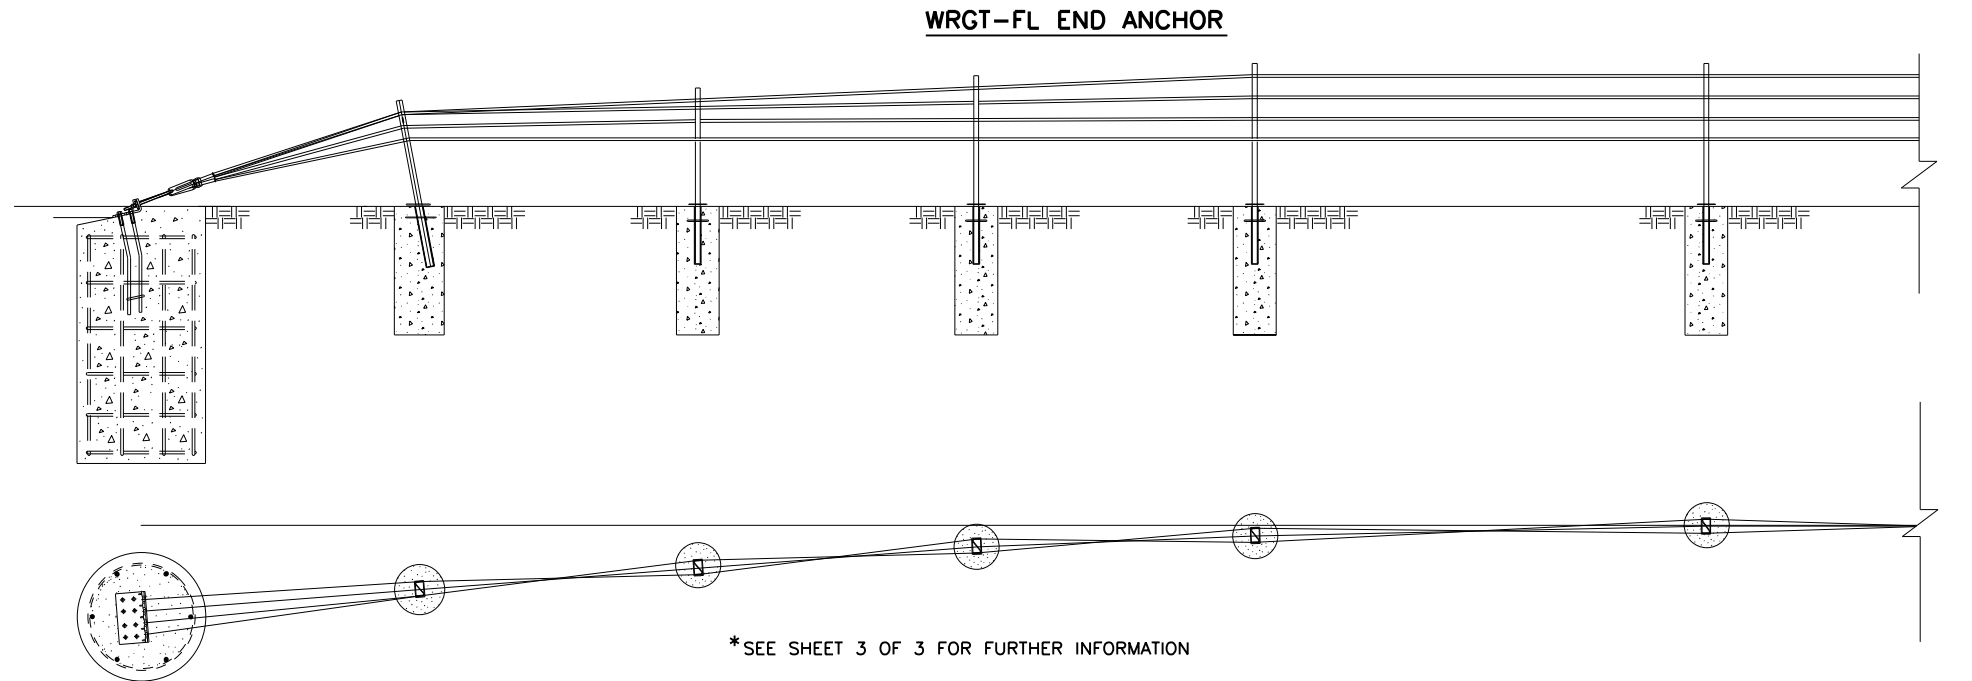 WRGT-FL END ANCHOR
*SEE SHEET 3 OF 3 FOR FURTHER INFORMATION